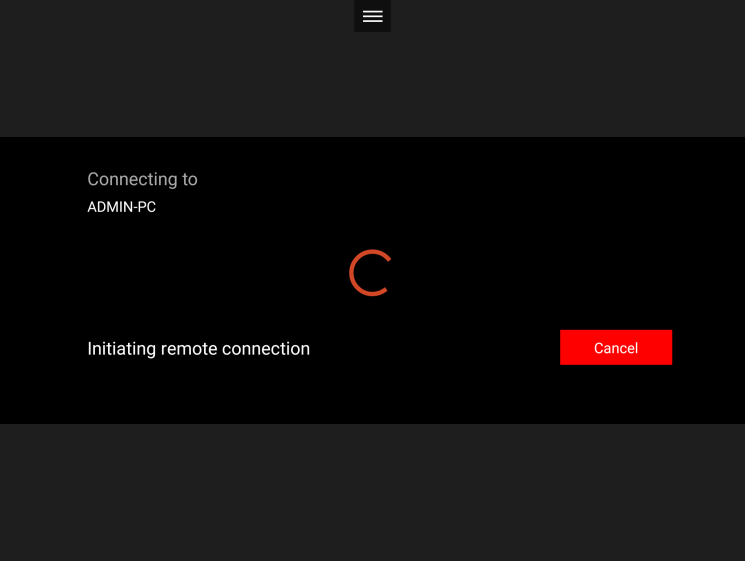 Connecting to
ADMIN-PC
Initiating remote connection
Cancel